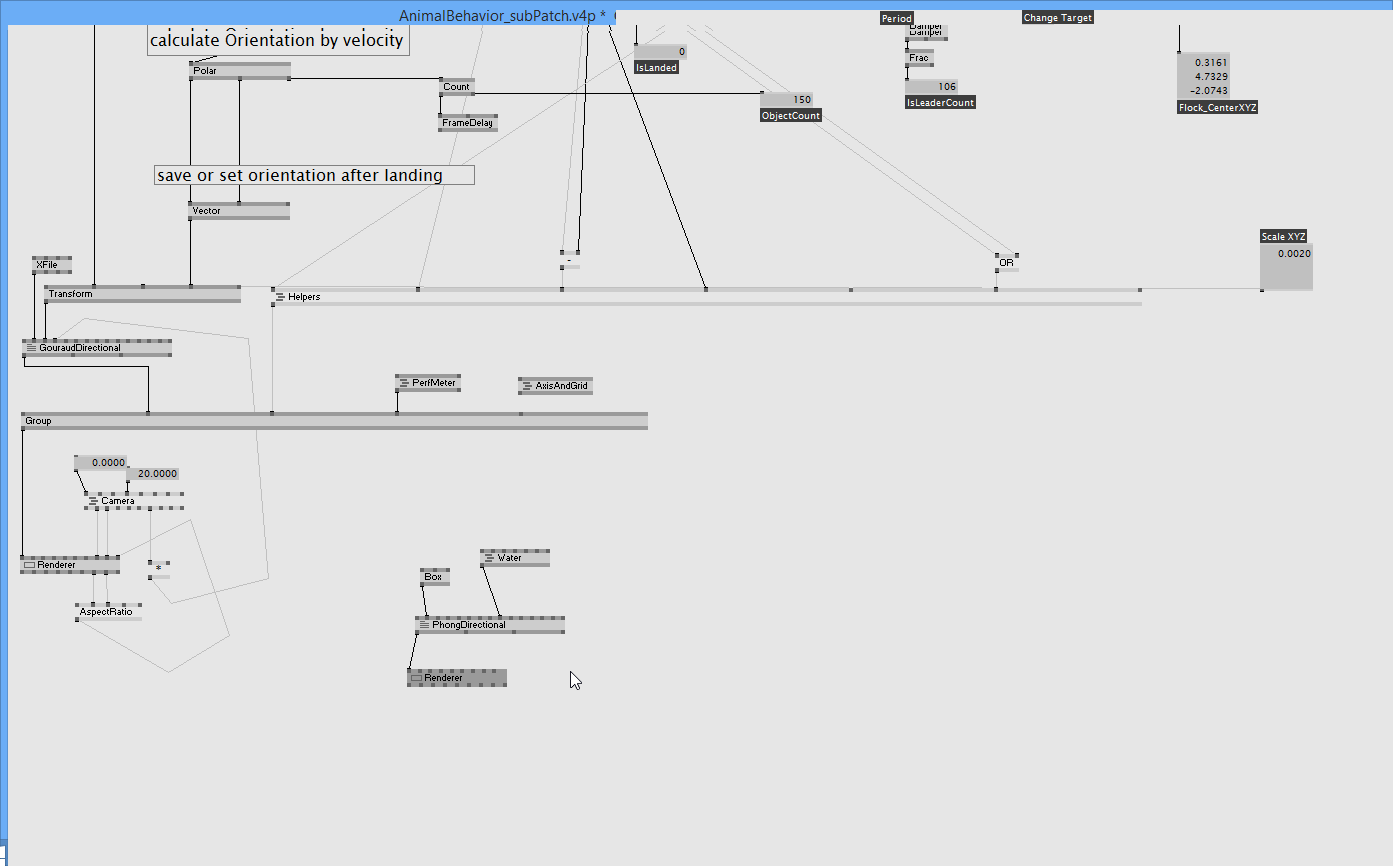 AnimalBehavior_subPatch.v4p *
Period
Change Target
calculate Orientation by velocity
Damper
0
IsLanded
Frac
Polar
Count
106
IsLeaderCount
0.3161
4.7329
-2.0743
Flock_CenterXYZ
150
ObjectCount
FrameDelay
save or set orientation after landing
Vector
Scale XYZ
0.0020
-
OR
XFile
Transform
Helpers
GouraudDirectional
PerfMeter
AxisAndGrid
Group
0.0000
20.0000
Camera
Renderer
*
Water
Box
AspectRatio
PhongDirectional
Renderer